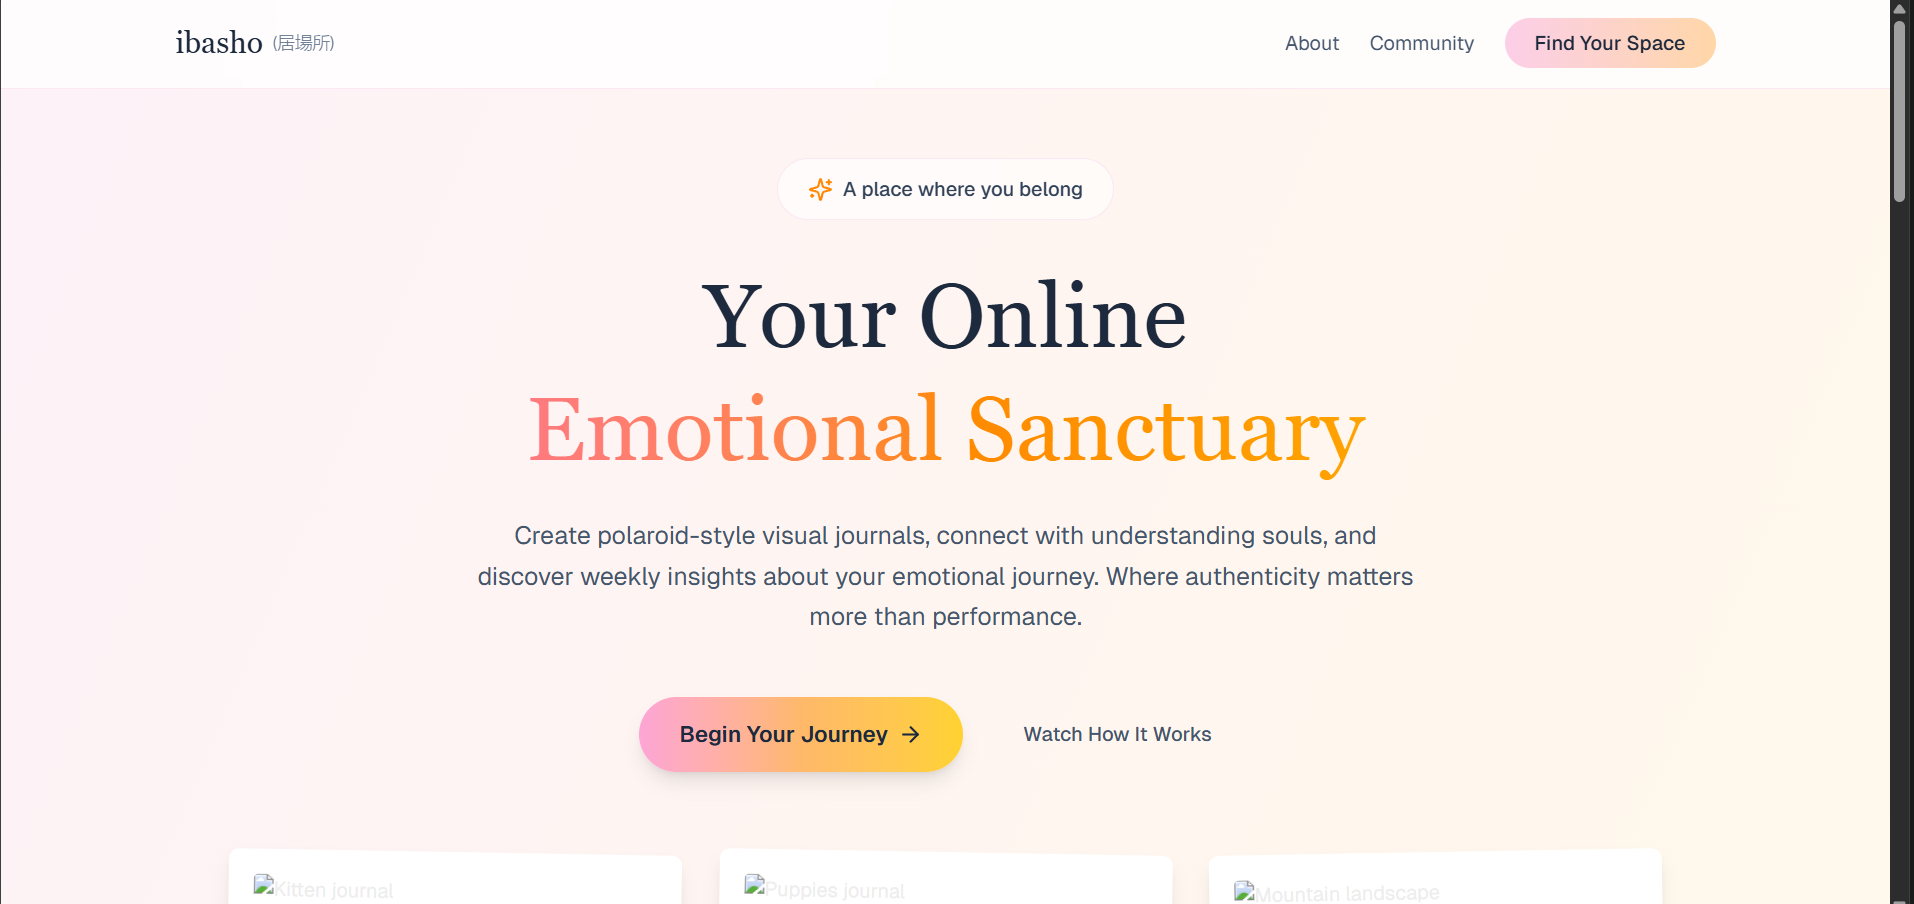 ibasho (居場所)
About Community Find Your Space
A place where you belong
Your Online
Emotional Sanctuary
Create polaroid-style visual journals, connect with understanding souls, and
discover weekly insights about your emotional journey. Where authenticity matters
more than performance.
Begin Your Journey → Watch How It Works
Kitten journal
Puppies journal
Mountain landscape